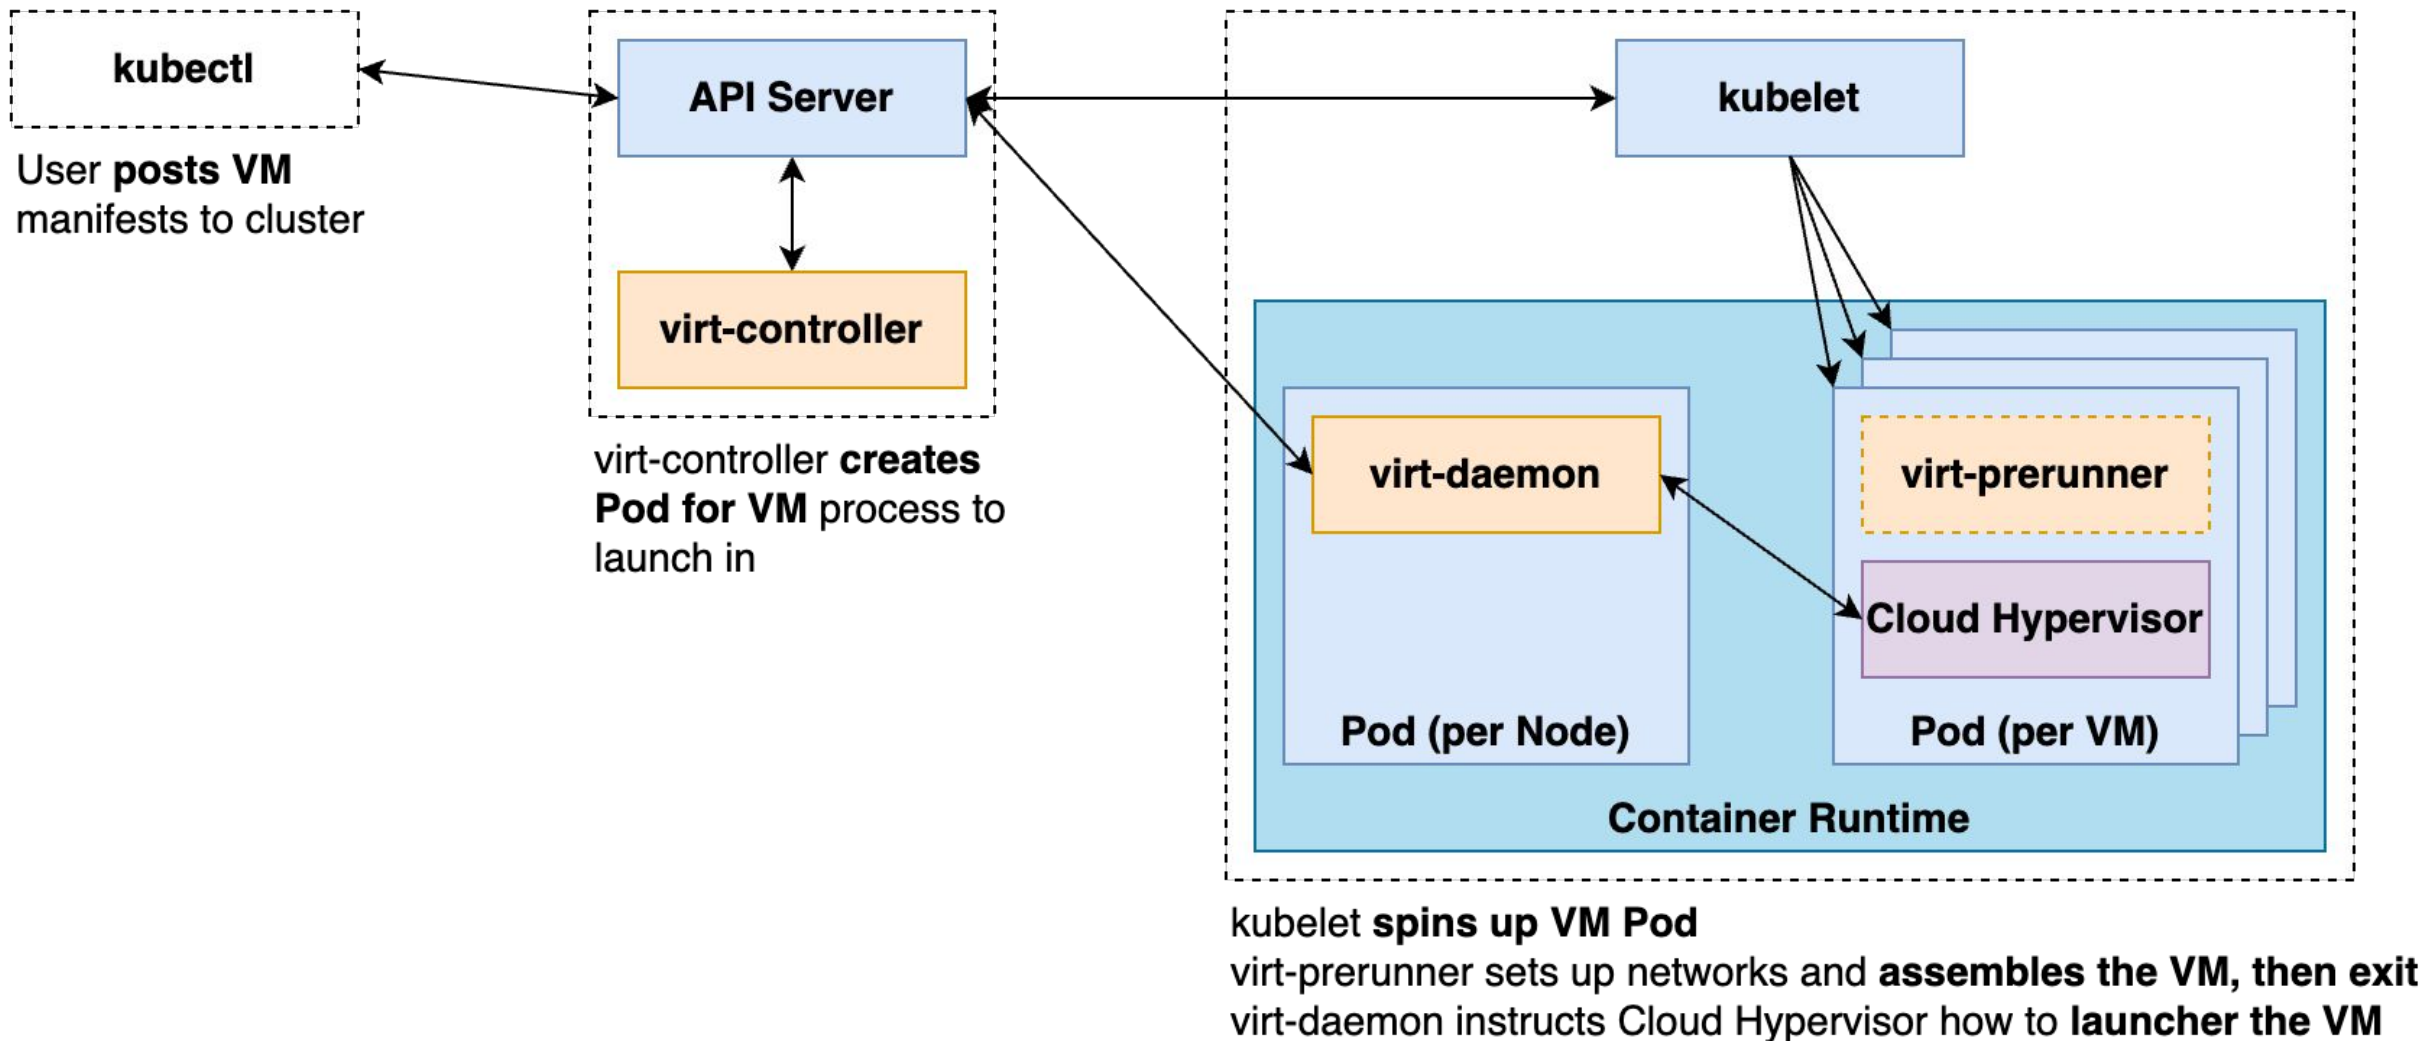 kubectl
User posts VM
manifests to cluster
API Server
virt-controller
virt-controller creates
Pod for VM process to
launch in
kubelet
virt-daemon
Pod (per Node)
virt-prerunner
Cloud Hypervisor
Pod (per VM)
Container Runtime
kubelet spins up VM Pod
virt-prerunner sets up networks and assembles the VM, then exit
virt-daemon instructs Cloud Hypervisor how to launcher the VM